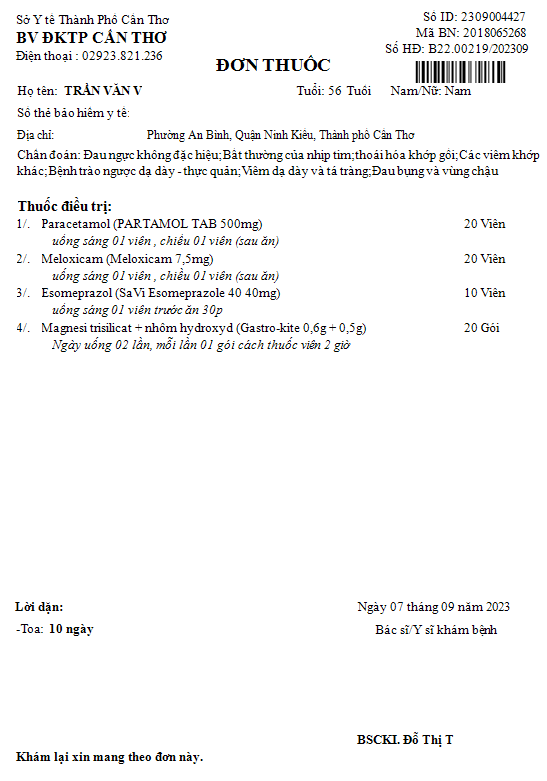 Sở Y tế Thành Phố Cần Thơ
BV ĐKTP CẦN THƠ
Điện thoại : 02923.821.236
Số ID: 2309004427
Mã BN: 2018065268
Số HĐ: B22.00219/202309
ĐƠN THUỐC
Họ tên: TRẦN VĂN V Tuổi: 56 Tuổi Nam/Nữ: Nam
Số thẻ bảo hiểm y tế:
Địa chỉ: Phường An Bình, Quận Ninh Kiều, Thành phố Cần Thơ
Chân đoán: Đau ngực không đặc hiệu;Bất thường của nhịp tim;thoái hóa khớp gối;Các viêm khớp
khác;Bệnh trào ngược dạ dày - thực quản;Viêm dạ dày và tá tràng;Đau bụng và vùng chậu
Thuốc điều trị:
1/. Paracetamol (PARTAMOL TAB 500mg) 20 Viên
uống sáng 01 viên , chiều 01 viên (sau ăn)
2/. Meloxicam (Meloxicam 7,5mg) 20 Viên
uống sáng 01 viên , chiều 01 viên (sau ăn)
3/. Esomeprazol (SaVi Esomeprazole 40 40mg) 10 Viên
uống sáng 01 viên trước ăn 30p
4/. Magnesi trisilicat + nhôm hydroxyd (Gastro-kite 0,6g + 0,5g) 20 Gói
Ngày uống 02 lần, mỗi lần 01 gói cách thuốc viên 2 giờ
Lời dặn:
-Toa: 10 ngày
Ngày 07 tháng 09 năm 2023
Bác sĩ/Y sĩ khám bệnh
BSCKI. Đỗ Thị T
Khám lại xin mang theo đơn này.